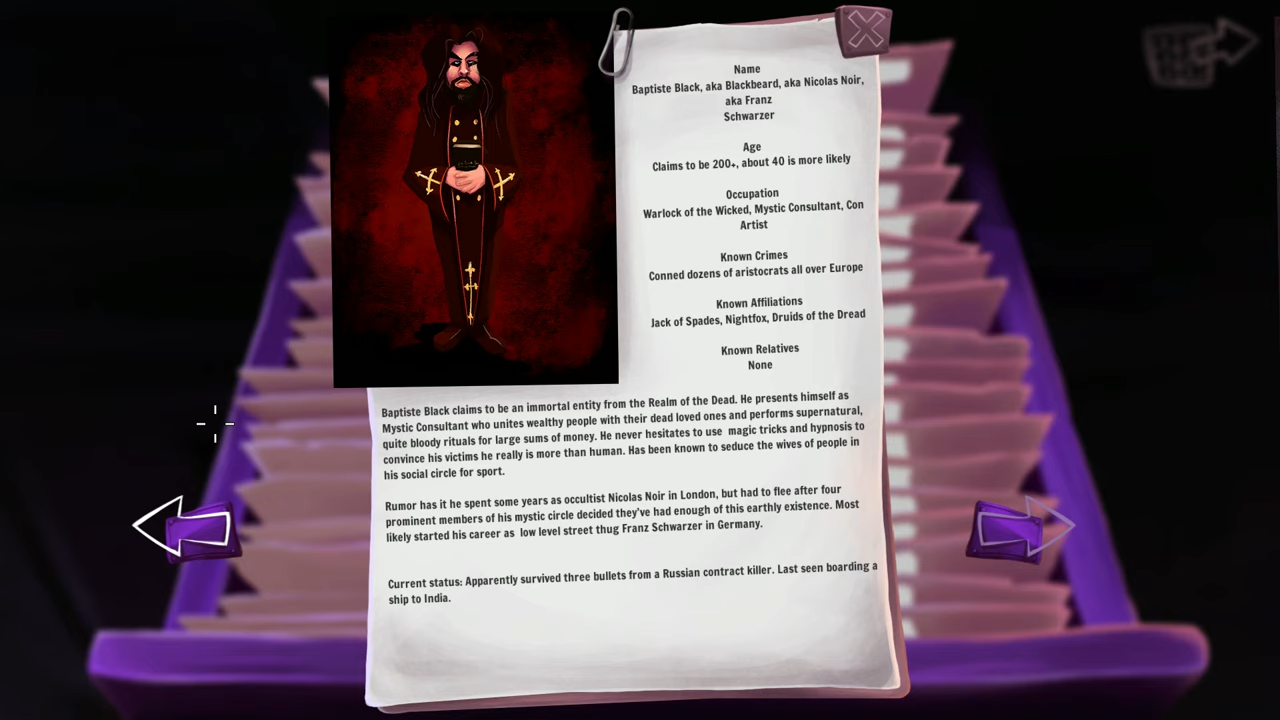 Name
Baptiste Black, aka Blackbeard, aka Nicolas Noir,
aka Franz
Schwarzer
Age
Claims to be 200+, about 40 is more likely
Occupation
Warlock of the Wicked, Mystic Consultant, Con
Artist
Known Crimes
Conned dozens of aristocrats all over Europe
Known Affiliations
Jack of Spades, Nightfox, Druids of the Dread
Known Relatives
None
Baptiste Black claims to be an immortal entity from the Realm of the Dead. He presents himself as
Mystic Consultant who unites wealthy people with their dead loved ones and performs supernatural,
quite bloody rituals for large sums of money. He never hesitates to use magic tricks and hypnosis to
convince his victims he really is more than human. Has been known to seduce the wives of people in
his social circle for sport.
Rumor has it he spent some years as occultist Nicolas Noir in London, but had to flee after four
prominent members of his mystic circle decided they've had enough of this earthly existence. Most
likely started his career as low level street thug Franz Schwarzer in Germany.
Current status: Apparently survived three bullets from a Russian contract killer. Last seen boarding a
ship to India.